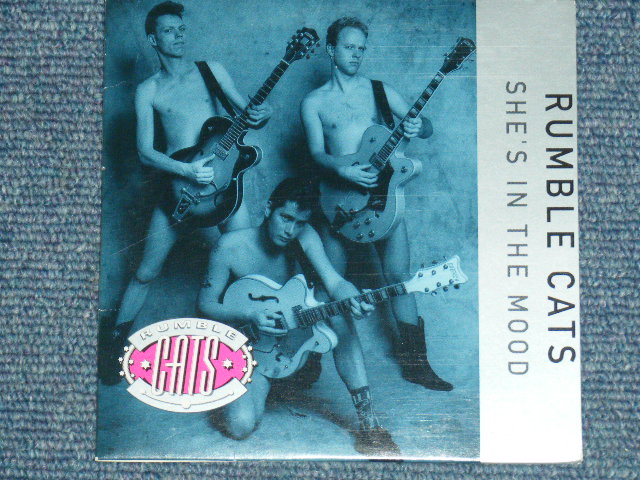 RUMBLE CATS
SHE'S IN THE MOOD
RUMBLE
CATS